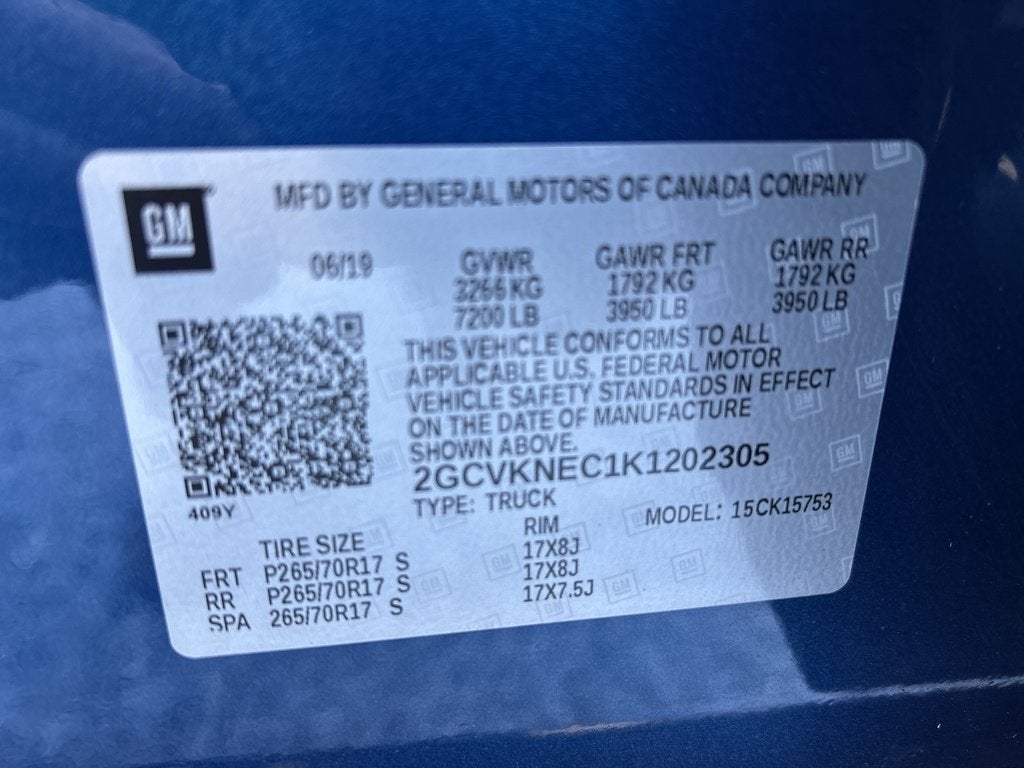 GM
MFD BY GENERAL MOTORS OF CANADA COMPANY
06/19 GVWR GAWR FRT GAWR RR
3266 KG 1792 KG 1792 KG
7200 LB 3950 LB 3950 LB
THIS VEHICLE CONFORMS TO ALL
APPLICABLE U.S. FEDERAL MOTOR
VEHICLE SAFETY STANDARDS IN EFFECT
ON THE DATE OF MANUFACTURE
SHOWN ABOVE.
2GCVKNEC1K1202305
409Y
TYPE: TRUCK MODEL: 15CK15753
TIRE SIZE RIM
FRT P265/70R17 S 17X8J
RR P265/70R17 S 17X8J
SPA 265/70R17 S 17X7.5J